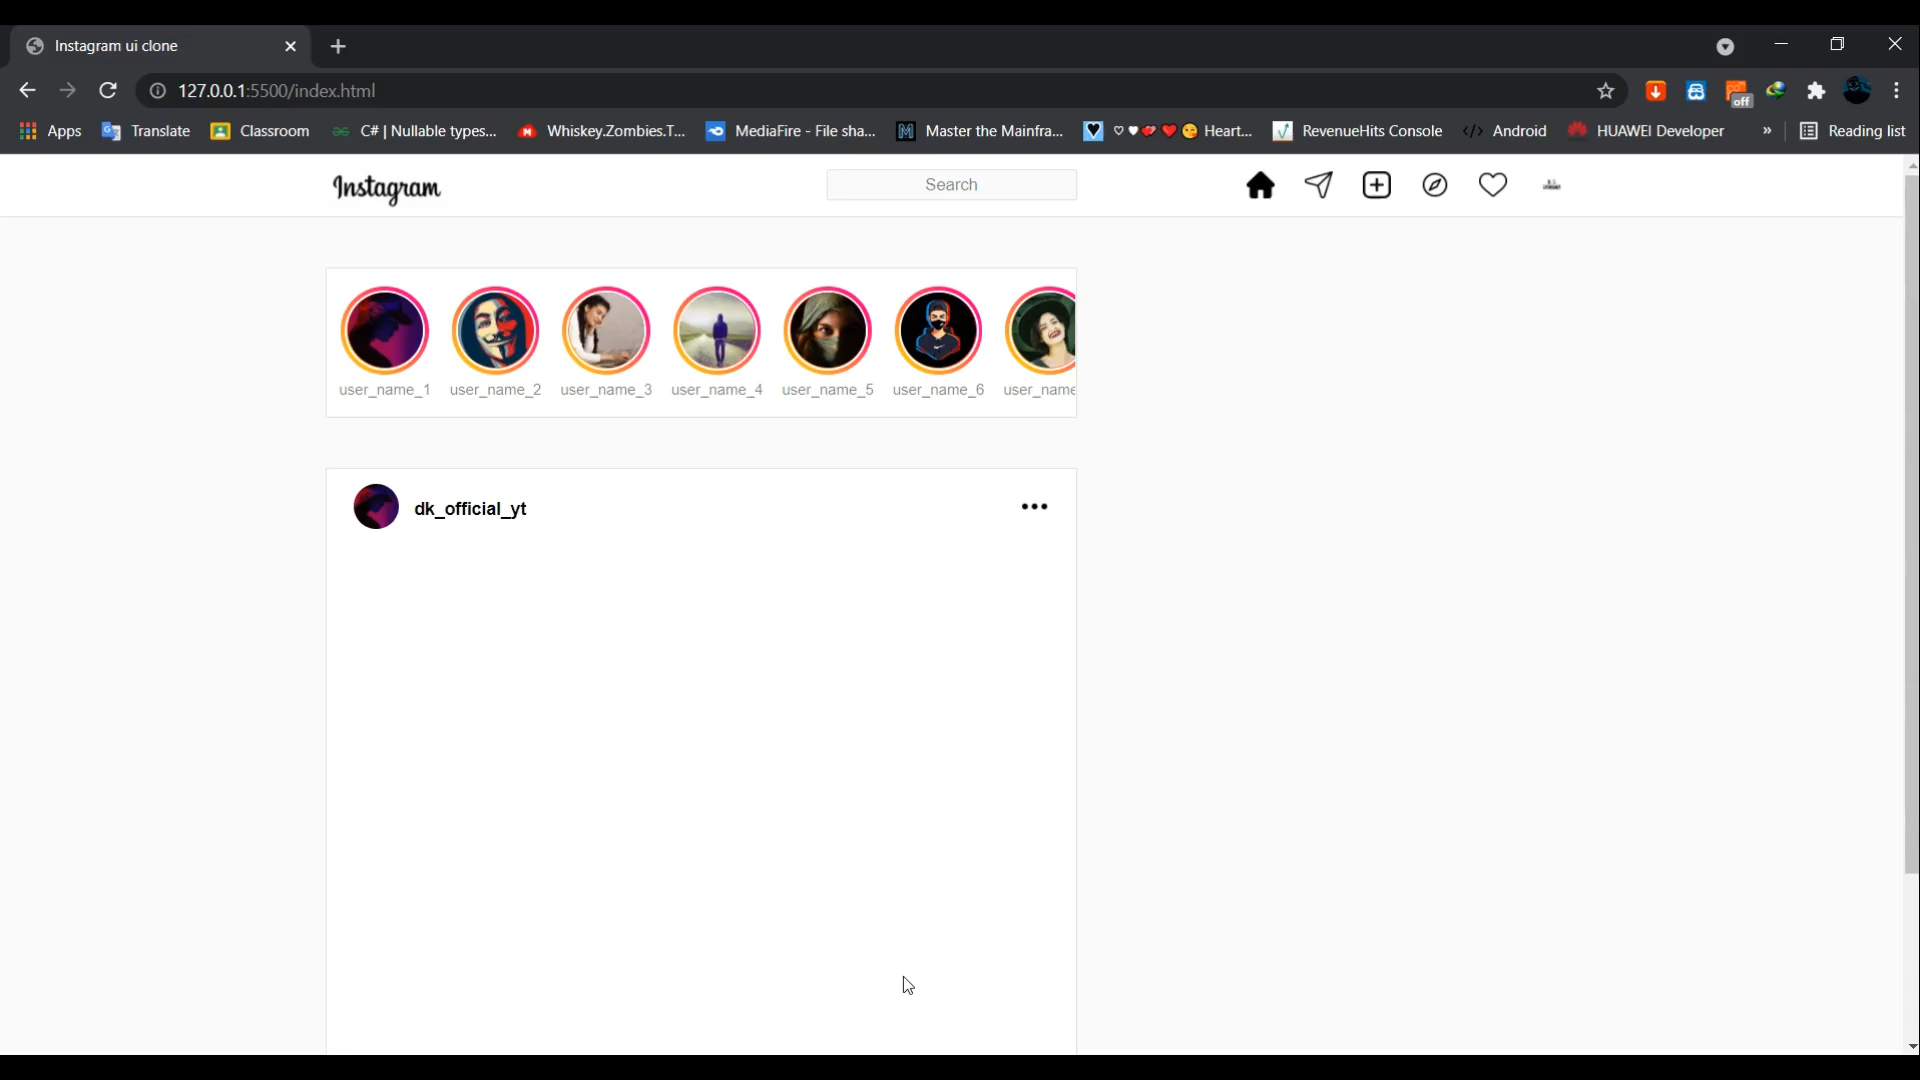 Instagram ui clone
127.0.0.1:5500/index.html
off
Apps Translate Classroom C# | Nullable types... Whiskey.Zombies.T... MediaFire - File sha... Master the Mainfra... ♡♥💕❤😘 Heart... RevenueHits Console Android HUAWEI Developer » Reading list
Instagram Search
user_name_1 user_name_2 user_name_3 user_name_4 user_name_5 user_name_6 user_name
dk_official_yt